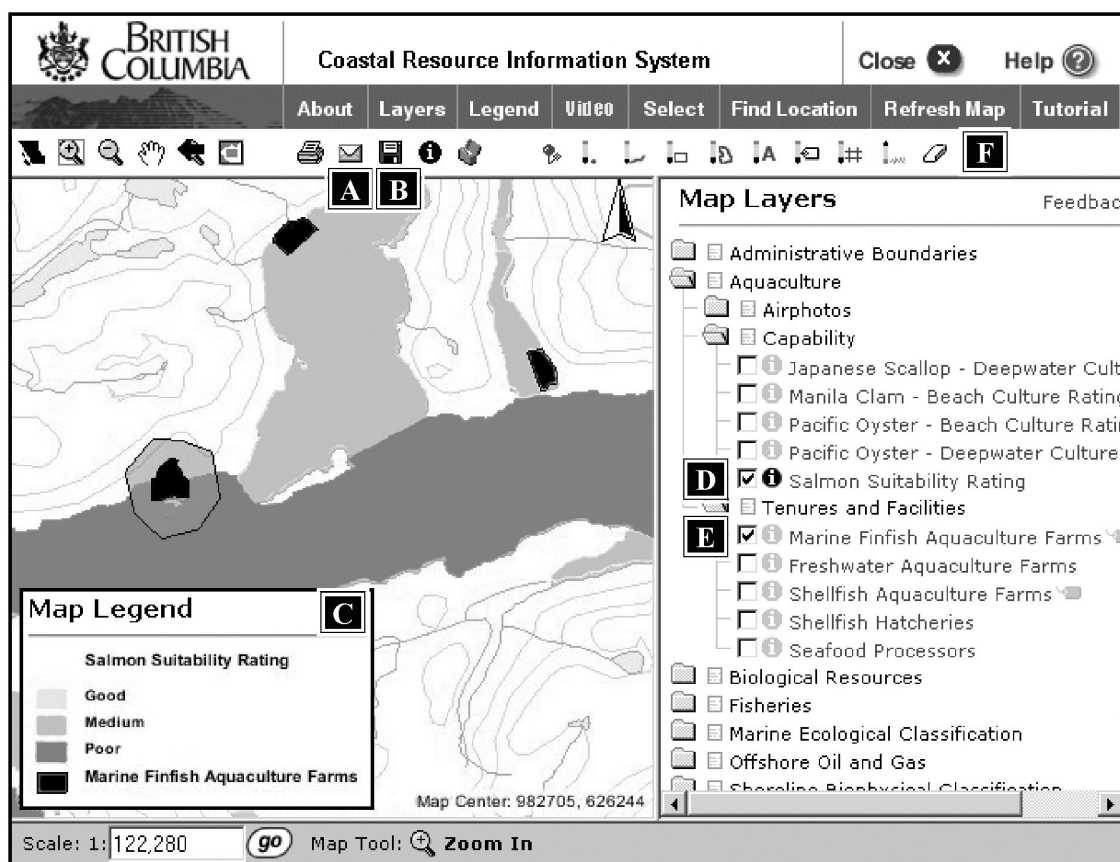 BRITISH
COLUMBIA
Coastal Resource Information System
Close X Help ?
About Layers Legend Video Select Find Location Refresh Map Tutorial
A
A B F
Map Layers Feedbac
Administrative Boundaries
Aquaculture
Airphotos
Capability
Japanese Scallop - Deepwater Cult
Manila Clam - Beach Culture Rating
Pacific Oyster - Beach Culture Rati
Pacific Oyster - Deepwater Culture
D Salmon Suitability Rating
Tenures and Facilities
E Marine Finfish Aquaculture Farms
Freshwater Aquaculture Farms
Shellfish Aquaculture Farms
Shellfish Hatcheries
Seafood Processors
Biological Resources
Fisheries
Marine Ecological Classification
Offshore Oil and Gas
Shoreline Biophysical Classification
Map Legend C
Salmon Suitability Rating
Good
Medium
Poor
Marine Finfish Aquaculture Farms
Map Center: 982705, 626244
Scale: 1: 122,280 go Map Tool: Zoom In